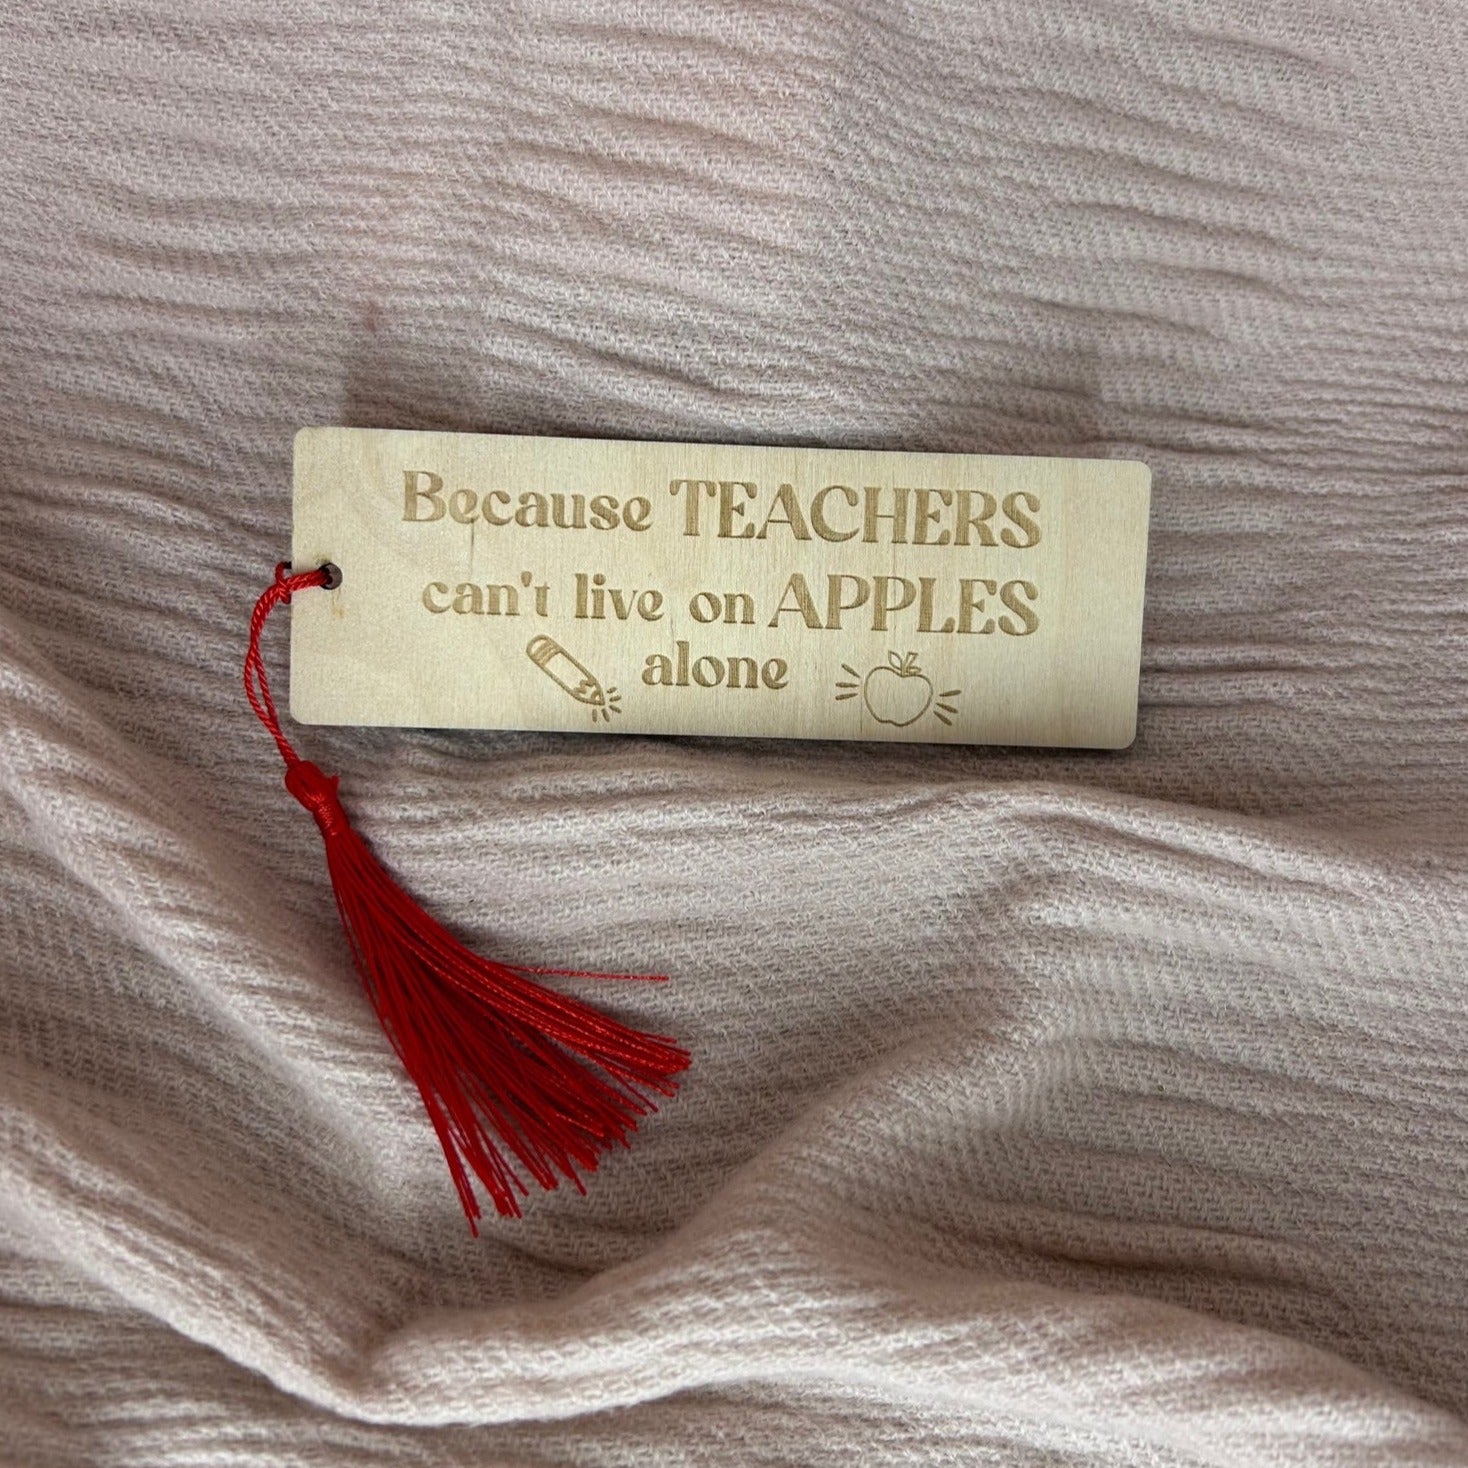 Because TEACHERS
can't live on APPLES
alone